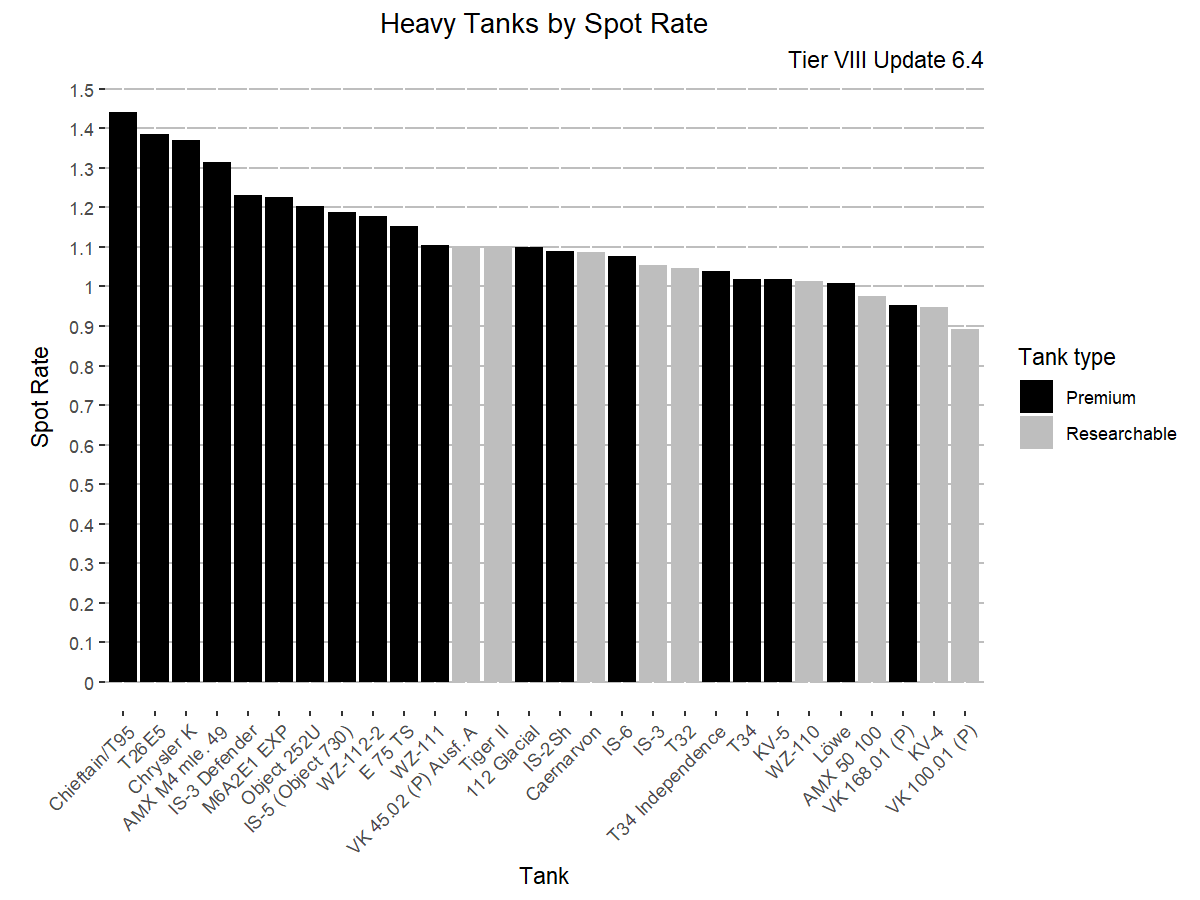 Heavy Tanks by Spot Rate
Tier VIII Update 6.4
1.5
1.4
1.3
1.2
1.1
1
0.9
0.8
0.7
0.6
0.5
0.4
0.3
0.2
0.1
0
Spot Rate
Chieftain/T95
T26E5
Chrysler K
AMX M4 mle. 49
IS-3 Defender
M6A2E1 EXP
Object 252U
IS-5 (Object 730)
WZ-112-2
E 75 TS
WZ-111
VK 45.02 (P) Ausf. A
Tiger II
112 Glacial
IS-2Sh
Caernarvon
IS-6
IS-3
T32
T34 Independence
T34
KV-5
WZ-110
Löwe
AMX 50 100
VK 168.01 (P)
KV-4
VK 100.01 (P)
Tank
Tank type
Premium
Researchable